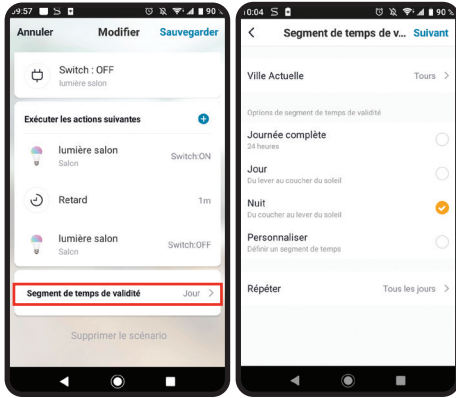 90 %
Annuler Modifier Sauvegarder
Switch : OFF
lumière salon
Exécuter les actions suivantes
lumière salon
Salon
Switch:ON
Retard 1m
lumière salon
Salon
Switch:OFF
Segment de temps de validité Jour >
Supprimer le scénario
90 %
< Segment de temps de v... Suivant
Ville Actuelle Tours >
Options de segment de temps de validité
Journée complète
24 heures
Jour
Du lever au coucher du soleil
Nuit
Du coucher au lever du soleil
Personnaliser
Définir un segment de temps
Répéter Tous les jours >